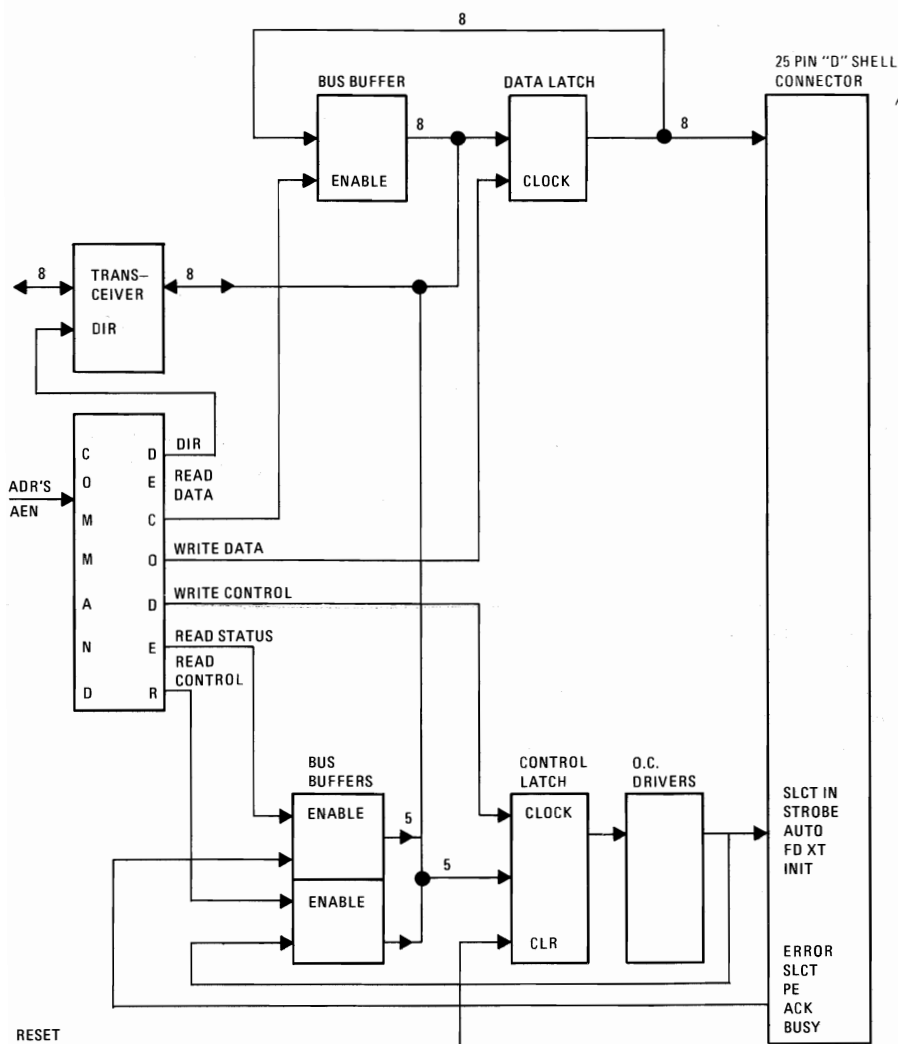 8
25 PIN "D" SHELL
CONNECTOR
BUS BUFFER
DATA LATCH
8
8
ENABLE
CLOCK
8
TRANS–
CEIVER
8
DIR
DIR
C D
O E
M C
M O
A D
N E
D R
READ
DATA
ADR'S
AEN
WRITE DATA
WRITE CONTROL
READ STATUS
READ
CONTROL
BUS
BUFFERS
CONTROL
LATCH
O.C.
DRIVERS
ENABLE
CLOCK
5
5
ENABLE
CLR
SLCT IN
STROBE
AUTO
FD XT
INIT
ERROR
SLCT
PE
ACK
BUSY
RESET